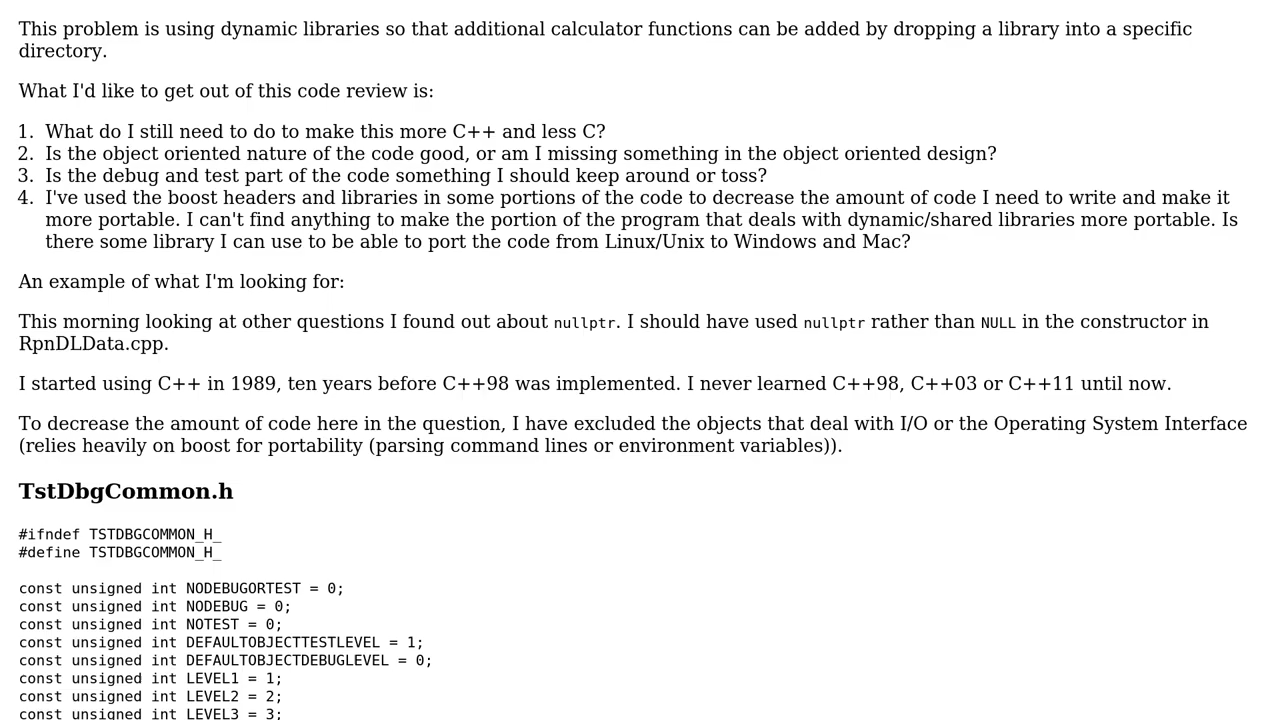 This problem is using dynamic libraries so that additional calculator functions can be added by dropping a library into a specific
directory.
What I'd like to get out of this code review is:
1. What do I still need to do to make this more C++ and less C?
2. Is the object oriented nature of the code good, or am I missing something in the object oriented design?
3. Is the debug and test part of the code something I should keep around or toss?
4. I've used the boost headers and libraries in some portions of the code to decrease the amount of code I need to write and make it
more portable. I can't find anything to make the portion of the program that deals with dynamic/shared libraries more portable. Is
there some library I can use to be able to port the code from Linux/Unix to Windows and Mac?
An example of what I'm looking for:
This morning looking at other questions I found out about nullptr. I should have used nullptr rather than NULL in the constructor in
RpnDLData.cpp.
I started using C++ in 1989, ten years before C++98 was implemented. I never learned C++98, C++03 or C++11 until now.
To decrease the amount of code here in the question, I have excluded the objects that deal with I/O or the Operating System Interface
(relies heavily on boost for portability (parsing command lines or environment variables)).
TstDbgCommon.h
#ifndef TSTDBGCOMMON_H_
#define TSTDBGCOMMON_H_
const unsigned int NODEBUGORTEST = 0;
const unsigned int NODEBUG = 0;
const unsigned int NOTEST = 0;
const unsigned int DEFAULTOBJECTTESTLEVEL = 1;
const unsigned int DEFAULTOBJECTDEBUGLEVEL = 0;
const unsigned int LEVEL1 = 1;
const unsigned int LEVEL2 = 2;
const unsigned int LEVEL3 = 3;